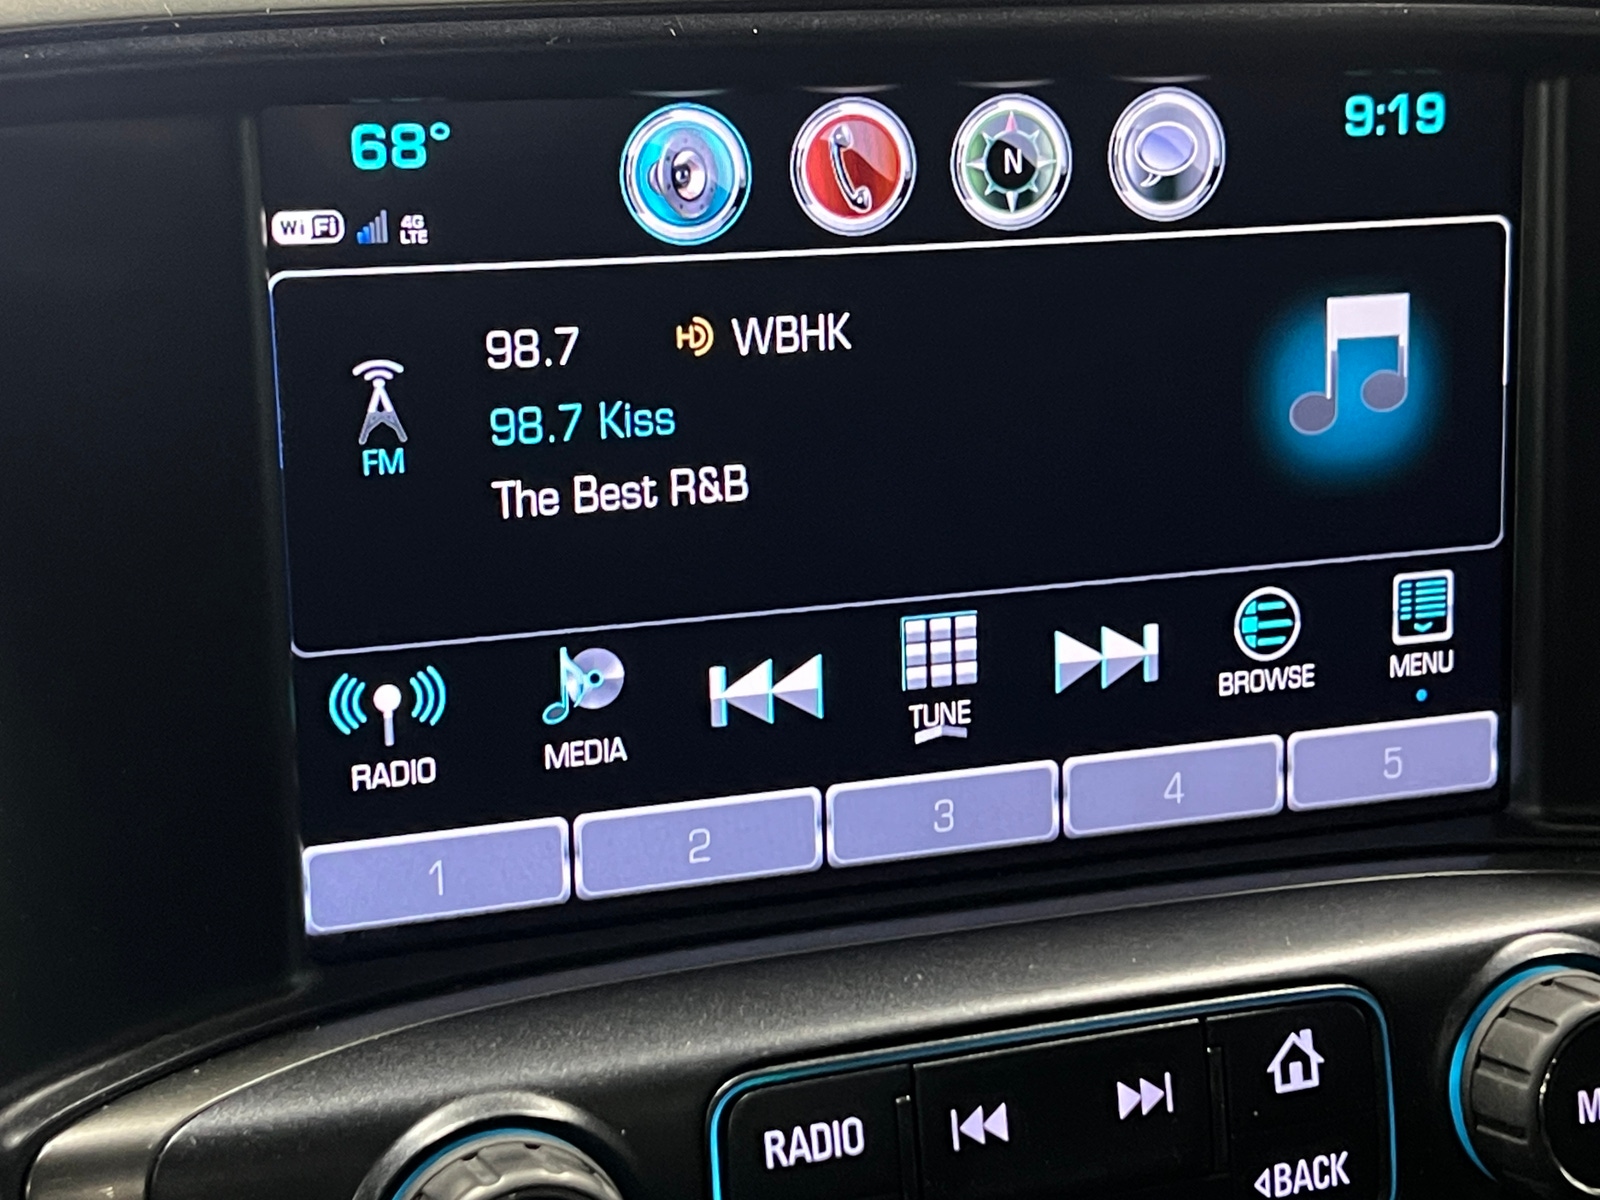 68°
9:19
N
WiFi
4G
LTE
98.7
HD WBHK
98.7 Kiss
The Best R&B
FM
RADIO
MEDIA
TUNE
BROWSE
MENU
1
2
3
4
5
RADIO
BACK